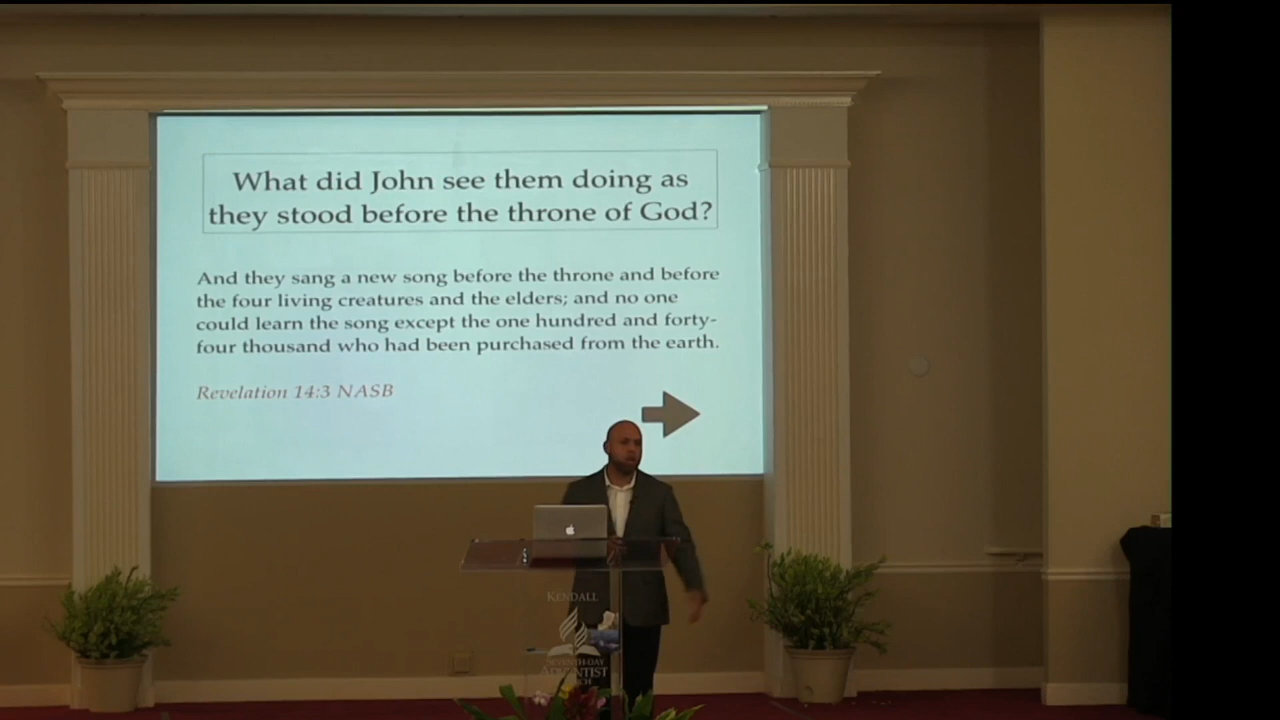 What did John see them doing as
they stood before the throne of God?
And they sang a new song before the throne and before
the four living creatures and the elders; and no one
could learn the song except the one hundred and forty-
four thousand who had been purchased from the earth.
Revelation 14:3 NASB
KENDALL
SEVENTH-DAY
ADVENTIST